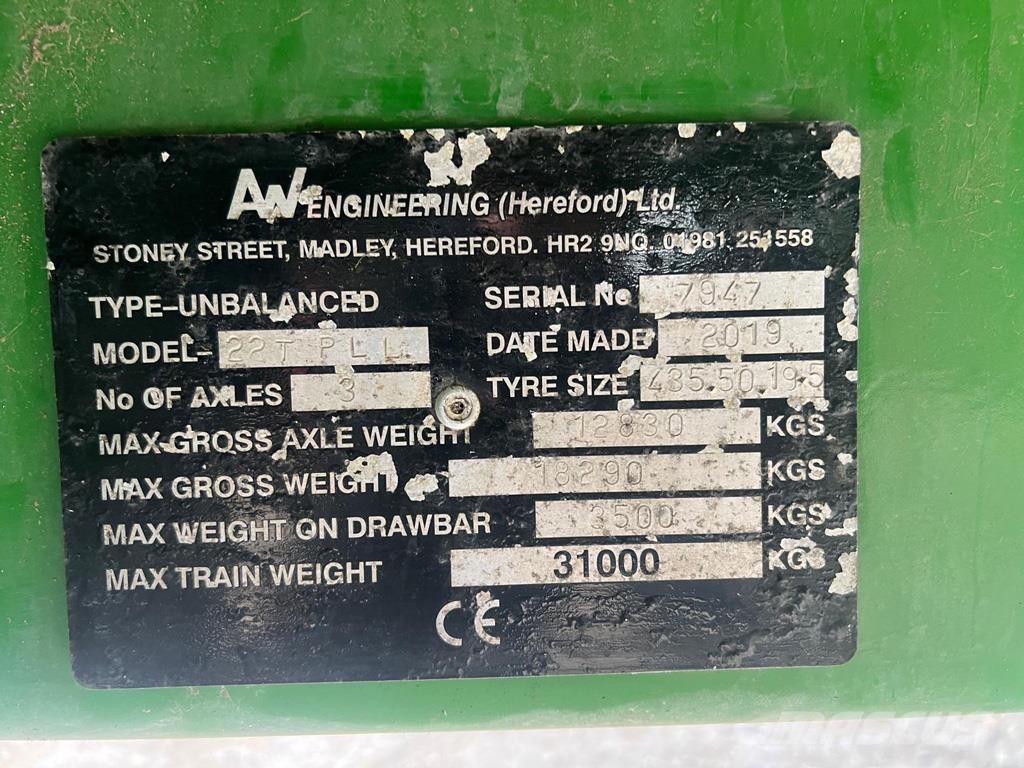 AW ENGINEERING (Hereford) Ltd.
STONEY STREET, MADLEY, HEREFORD. HR2 9NQ. 01981 251558
TYPE-UNBALANCED SERIAL No 7947
MODEL- 22T PLL DATE MADE 2019
No OF AXLES 3 TYRE SIZE 435.50.19.5
MAX GROSS AXLE WEIGHT 12830 KGS
MAX GROSS WEIGHT 18290 KGS
MAX WEIGHT ON DRAWBAR 3500 KGS
MAX TRAIN WEIGHT 31000 KGS
CE